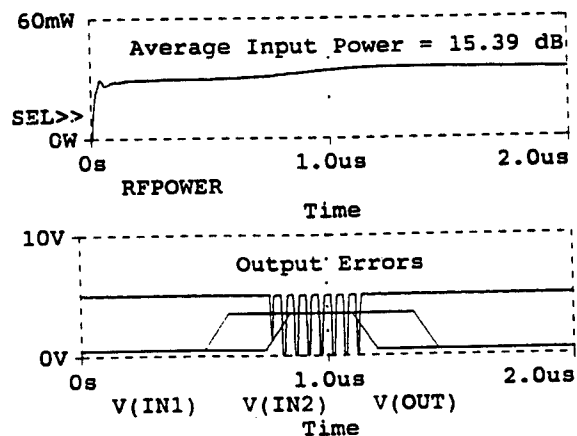 60mW
Average Input Power = 15.39 dB
SEL>>
0W
0s 1.0us 2.0us
RFPOWER
Time
10V
Output Errors
0V
0s 1.0us 2.0us
V(IN1) V(IN2) V(OUT)
Time